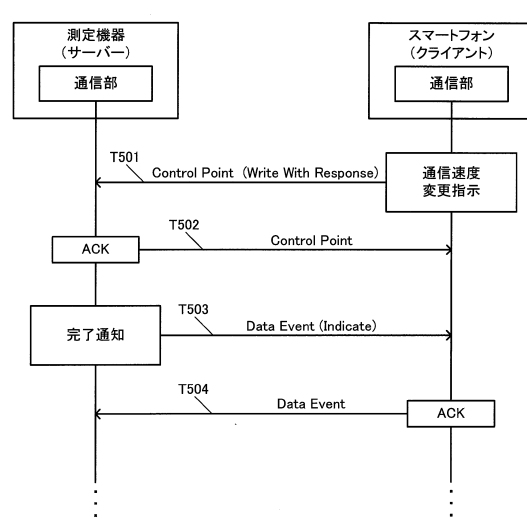 測定機器
(サーバー)
通信部
スマートフォン
(クライアント)
通信部
T501
Control Point (Write With Response)
通信速度
変更指示
T502
ACK
Control Point
T503
完了通知
Data Event (Indicate)
T504
Data Event
ACK